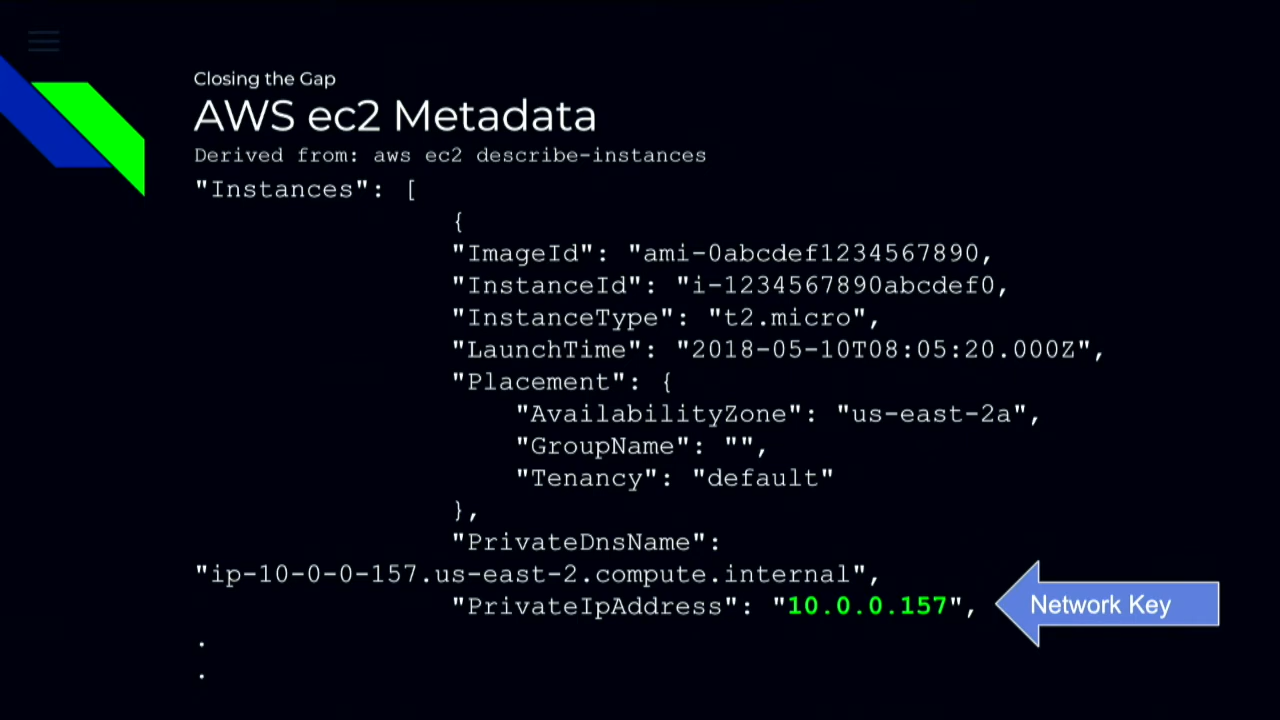 Closing the Gap
AWS ec2 Metadata
Derived from: aws ec2 describe-instances
"Instances": [
{
"ImageId": "ami-0abcdef1234567890,
"InstanceId": "i-1234567890abcdef0,
"InstanceType": "t2.micro",
"LaunchTime": "2018-05-10T08:05:20.000Z",
"Placement": {
"AvailabilityZone": "us-east-2a",
"GroupName": "",
"Tenancy": "default"
},
"PrivateDnsName":
"ip-10-0-0-157.us-east-2.compute.internal",
"PrivateIpAddress": "10.0.0.157",
Network Key
.
.